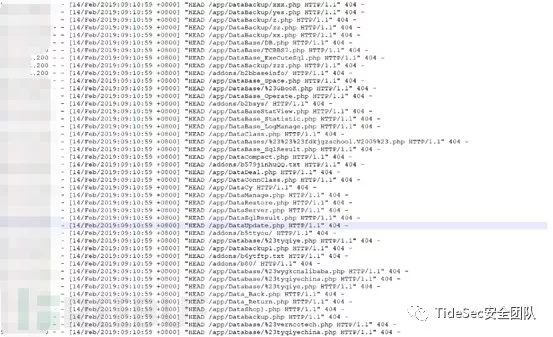 - - [14/Feb/2019:09:10:59 +0800] "HEAD /app/DataBackup/xxx.php HTTP/1.1" 404 -
- - [14/Feb/2019:09:10:59 +0800] "HEAD /app/DataBackup/yes.php HTTP/1.1" 404 -
- - [14/Feb/2019:09:10:59 +0800] "HEAD /app/DataBackup/z.php HTTP/1.1" 404 -
- - [14/Feb/2019:09:10:59 +0800] "HEAD /app/DataBackup/zz.php HTTP/1.1" 404 -
- - [14/Feb/2019:09:10:59 +0800] "HEAD /app/DataBackup/xx.php HTTP/1.1" 404 -
- - [14/Feb/2019:09:10:59 +0800] "HEAD /app/DataBase/DB.php HTTP/1.1" 404 -
- - [14/Feb/2019:09:10:59 +0800] "HEAD /app/DataBase/TCBBS7.php HTTP/1.1" 404 -
.200 - - [14/Feb/2019:09:10:59 +0800] "HEAD /app/DataBase_ExeCuteSql.php HTTP/1.1" 404 -
.200 - - [14/Feb/2019:09:10:59 +0800] "HEAD /app/DataBackup/zzz.php HTTP/1.1" 404 -
.200 - - [14/Feb/2019:09:10:59 +0800] "HEAD /addons/b2bbaseinfo/ HTTP/1.1" 404 -
- - [14/Feb/2019:09:10:59 +0800] "HEAD /app/DataBase_Space.php HTTP/1.1" 404 -
- - [14/Feb/2019:09:10:59 +0800] "HEAD /app/DataBase/%23GBooK.php HTTP/1.1" 404 -
- - [14/Feb/2019:09:10:59 +0800] "HEAD /app/DataBase_Operate.php HTTP/1.1" 404 -
- - [14/Feb/2019:09:10:59 +0800] "HEAD /addons/b2bsys/ HTTP/1.1" 404 -
- - [14/Feb/2019:09:10:59 +0800] "HEAD /app/DataBaseStatView.php HTTP/1.1" 404 -
- - [14/Feb/2019:09:10:59 +0800] "HEAD /app/DataBase_Statistic.php HTTP/1.1" 404 -
- - [14/Feb/2019:09:10:59 +0800] "HEAD /app/DataBase_LogManage.php HTTP/1.1" 404 -
- - [14/Feb/2019:09:10:59 +0800] "HEAD /app/DataClass.php HTTP/1.1" 404 -
- - [14/Feb/2019:09:10:59 +0800] "HEAD HTTP/1.1" 404 -
- - [14/Feb/2019:09:10:59 +0800] "HEAD /app/DataBase_SqlResult.php HTTP/1.1" 404 -
- - [14/Feb/2019:09:10:59 +0800] "HEAD /app/DataCompact.php HTTP/1.1" 404 -
- - [14/Feb/2019:09:10:59 +0800] "HEAD /addons/b578jinhuQQ.txt HTTP/1.1" 404 -
- - [14/Feb/2019:09:10:59 +0800] "HEAD /app/DataDeal.php HTTP/1.1" 404 -
- - [14/Feb/2019:09:10:59 +0800] "HEAD /app/DataConnClass.php HTTP/1.1" 404 -
- - [14/Feb/2019:09:10:59 +0800] "HEAD /app/DataCy HTTP/1.1" 404 -
- - [14/Feb/2019:09:10:59 +0800] "HEAD /app/DataManage.php HTTP/1.1" 404 -
- - [14/Feb/2019:09:10:59 +0800] "HEAD /app/DataRestore.php HTTP/1.1" 404 -
- - [14/Feb/2019:09:10:59 +0800] "HEAD /app/DataServer.php HTTP/1.1" 404 -
- - [14/Feb/2019:09:10:59 +0800] "HEAD /app/DataSqlResult.php HTTP/1.1" 404 -
- - [14/Feb/2019:09:10:59 +0800] "HEAD /app/DataUpdate.php HTTP/1.1" 404 -
- - [14/Feb/2019:09:10:59 +0800] "HEAD /addons/b5ttyou/ HTTP/1.1" 404 -
- - [14/Feb/2019:09:10:59 +0800] "HEAD /app/Database/%23tyqiye.php HTTP/1.1" 404 -
- - [14/Feb/2019:09:10:59 +0800] "HEAD /app/DataBackup1.php HTTP/1.1" 404 -
- - [14/Feb/2019:09:10:59 +0800] "HEAD /addons/b6ytftp.txt HTTP/1.1" 404 -
- - [14/Feb/2019:09:10:59 +0800] "HEAD /addons/b80/ HTTP/1.1" 404 -
- - [14/Feb/2019:09:10:59 +0800] "HEAD /app/DataBase/%23wygkcnalibaba.php HTTP/1.1" 404 -
- - [14/Feb/2019:09:10:59 +0800] "HEAD /app/DataBase/%23tyqiyechina.php HTTP/1.1" 404 -
- - [14/Feb/2019:09:10:59 +0800] "HEAD /app/Data_Back.php HTTP/1.1" 404 -
- - [14/Feb/2019:09:10:59 +0800] "HEAD /app/Data_Return.php HTTP/1.1" 404 -
- - [14/Feb/2019:09:10:59 +0800] "HEAD HTTP/1.1" 404 -
- - [14/Feb/2019:09:10:59 +0800] "HEAD /app/Databackup.php HTTP/1.1" 404 -
- - [14/Feb/2019:09:10:59 +0800] "HEAD /app/Database/%23verncotech.php HTTP/1.1" 404 -
- - [14/Feb/2019:09:10:59 +0800] "HEAD /app/Database/%23tyqiyechina.php HTTP/1.1" 404 -
TideSec安全团队